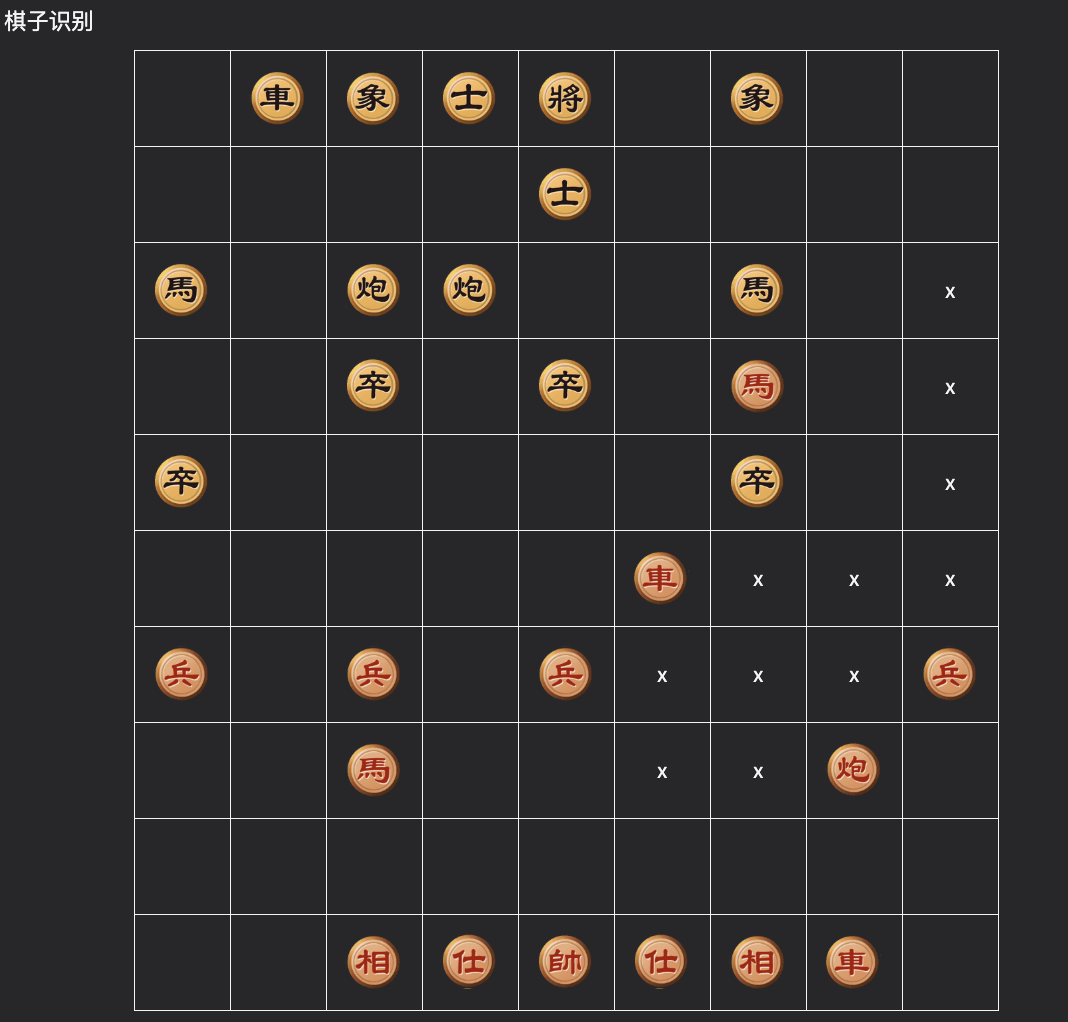 棋子识别
車 象 士 將 象
士
馬 炮 炮 馬 x
卒 卒 馬 x
卒 卒 x
車 x x x
兵 兵 兵 x x x 兵
馬 x x 炮
相 仕 帥 仕 相 車